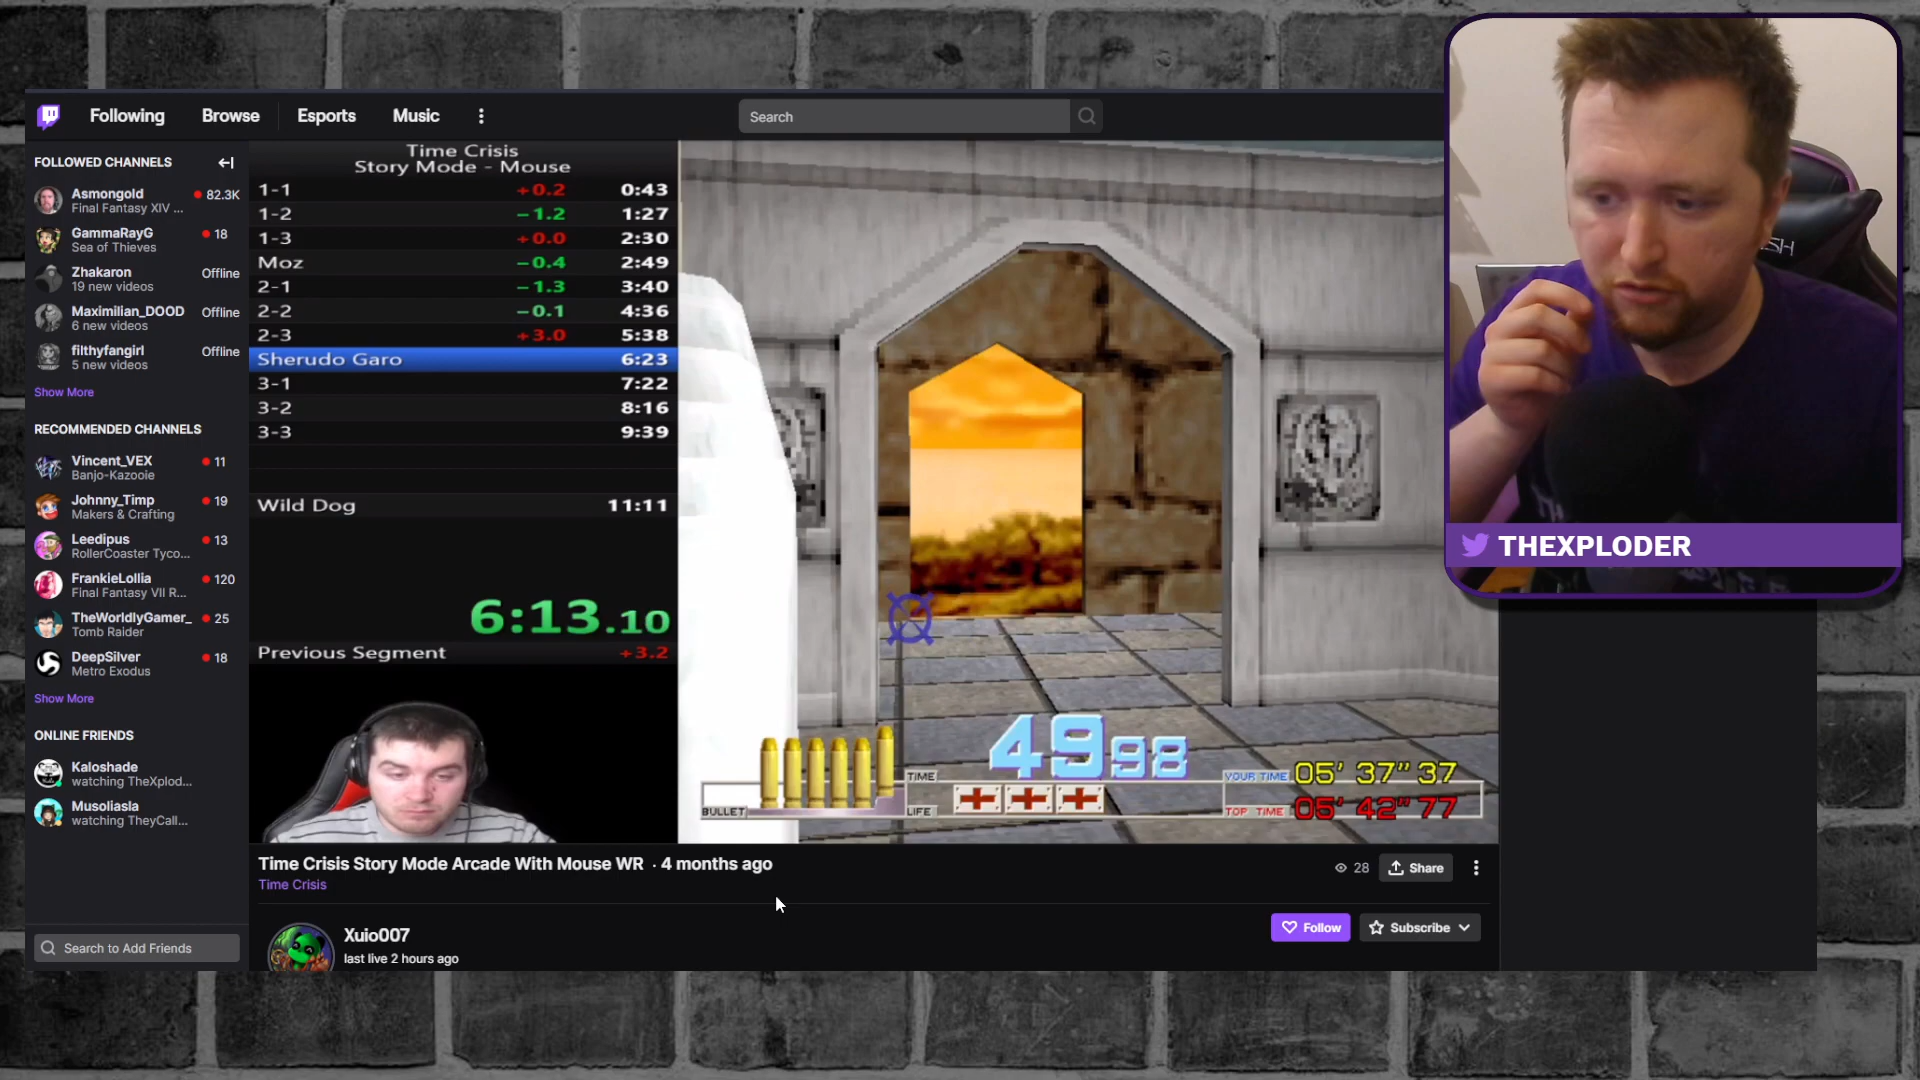 Following Browse Esports Music
Search
FOLLOWED CHANNELS
Asmongold 82.3K
Final Fantasy XIV ...
GammaRayG 18
Sea of Thieves
Zhakaron Offline
19 new videos
Maximilian_DOOD Offline
6 new videos
filthyfangirl Offline
5 new videos
Show More
RECOMMENDED CHANNELS
Vincent_VEX 11
Banjo-Kazooie
Johnny_Timp 19
Makers & Crafting
Leedipus 13
RollerCoaster Tyco...
FrankieLollia 120
Final Fantasy VII R...
TheWorldlyGamer_ 25
Tomb Raider
DeepSilver 18
Metro Exodus
Show More
ONLINE FRIENDS
Kaloshade
watching TheXplod...
Musoliasla
watching TheyCall...
Search to Add Friends
Time Crisis
Story Mode - Mouse
1-1 +0.2 0:43
1-2 -1.2 1:27
1-3 +0.0 2:30
Moz -0.4 2:49
2-1 -1.3 3:40
2-2 -0.1 4:36
2-3 +3.0 5:38
Sherudo Garo 6:23
3-1 7:22
3-2 8:16
3-3 9:39
Wild Dog 11:11
6:13.10
Previous Segment +3.2
BULLET
TIME 49 98
LIFE
YOUR TIME 05' 37" 37
TOP TIME 05' 42" 77
Time Crisis Story Mode Arcade With Mouse WR · 4 months ago
Time Crisis
28 Share
Xuio007
last live 2 hours ago
Follow Subscribe
THEXPLODER